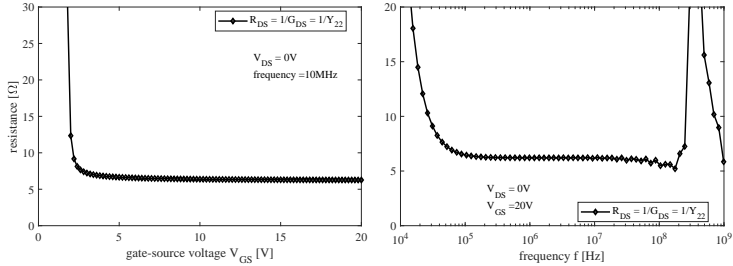 30
25
20
15
10
5
0
resistance [Ω]
0
5
10
15
20
gate-source voltage V_GS [V]
R_DS = 1/G_DS = 1/Y_22
V_DS = 0V
frequency =10MHz
20
15
10
5
0
10^4
10^5
10^6
10^7
10^8
10^9
frequency f [Hz]
V_DS = 0V
V_GS = 20V
R_DS = 1/G_DS = 1/Y_22